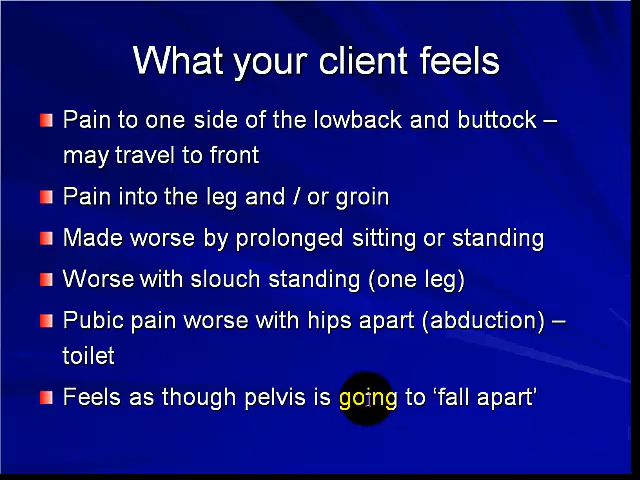 What your client feels
Pain to one side of the lowback and buttock –
may travel to front
Pain into the leg and / or groin
Made worse by prolonged sitting or standing
Worse with slouch standing (one leg)
Pubic pain worse with hips apart (abduction) –
toilet
Feels as though pelvis is going to ‘fall apart’